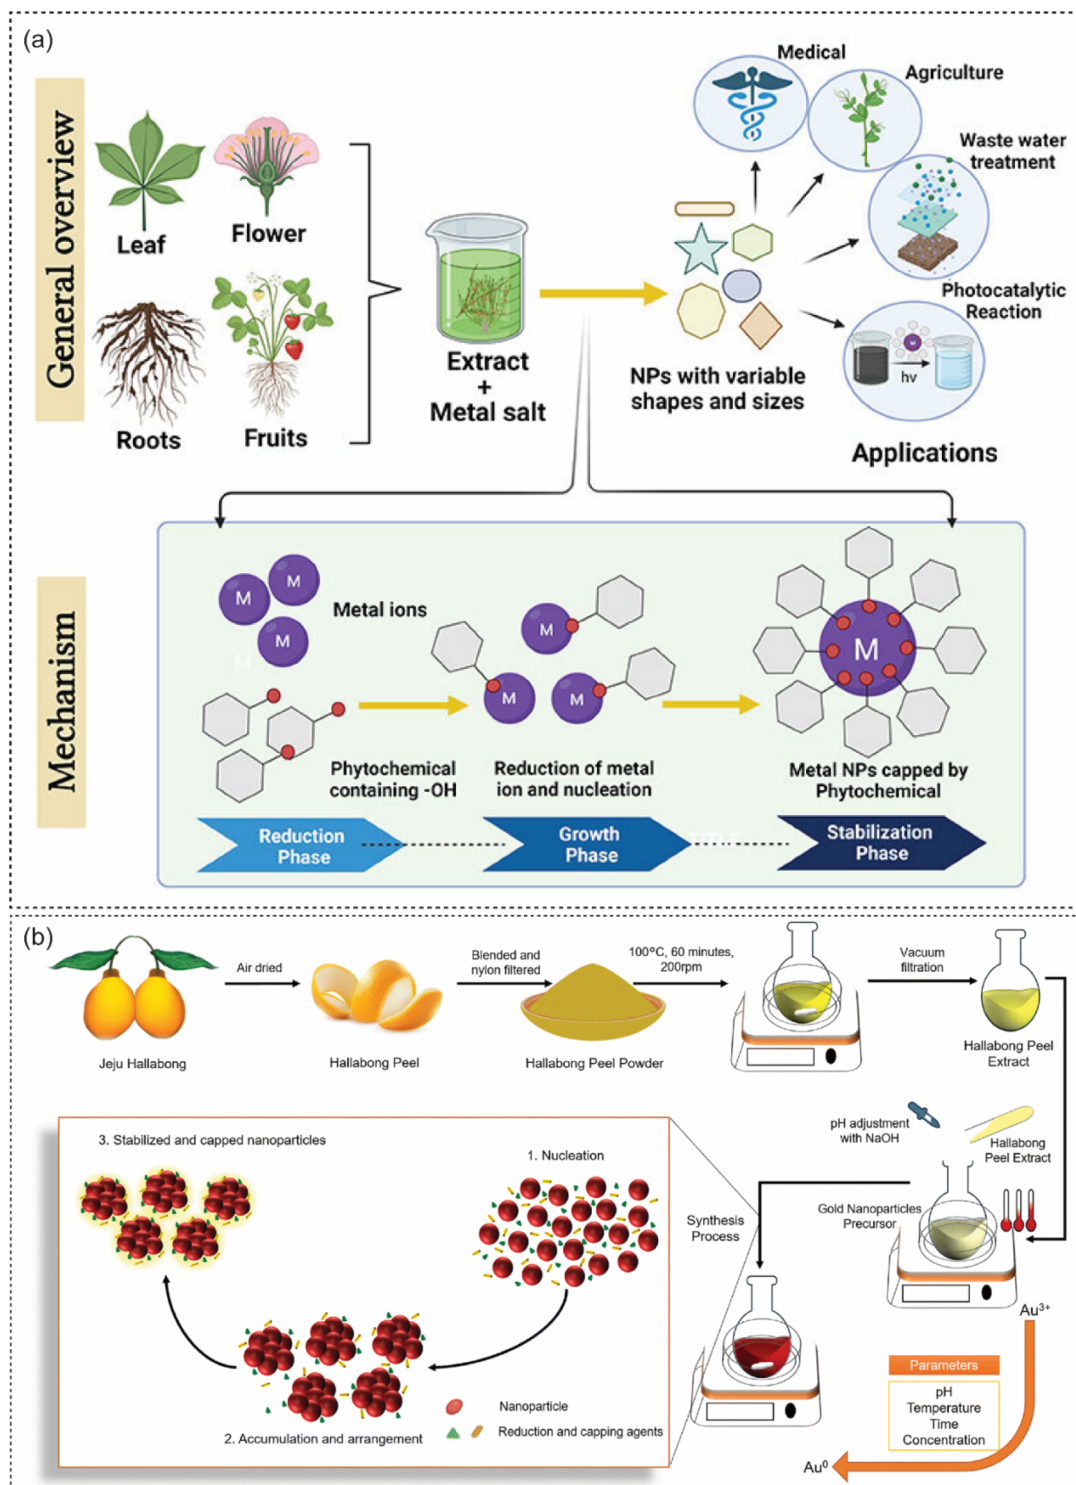 (a)
General overview
Leaf
Flower
Roots
Fruits
Extract
+
Metal salt
NPs with variable
shapes and sizes
Medical
Agriculture
Waste water
treatment
Photocatalytic
Reaction
M
hv
Applications
Mechanism
M
M
M
M
Metal ions
Phytochemical
containing -OH
M
M
M
Reduction of metal
ion and nucleation
M
Metal NPs capped by
Phytochemical
Reduction
Phase
Growth
Phase
TITLE
Stabilization
Phase
(b)
Jeju Hallabong
Air dried
Hallabong Peel
Blended and
nylon filtered
Hallabong Peel Powder
100°C, 60 minutes,
200rpm
Vacuum
filtration
Hallabong Peel
Extract
pH adjustment
with NaOH
Hallabong
Peel Extract
Gold Nanoparticles
Precursor
Synthesis
Process
3. Stabilized and capped nanoparticles
1. Nucleation
2. Accumulation and arrangement
Nanoparticle
Reduction and capping agents
Au3+
Parameters
pH
Temperature
Time
Concentration
Au0